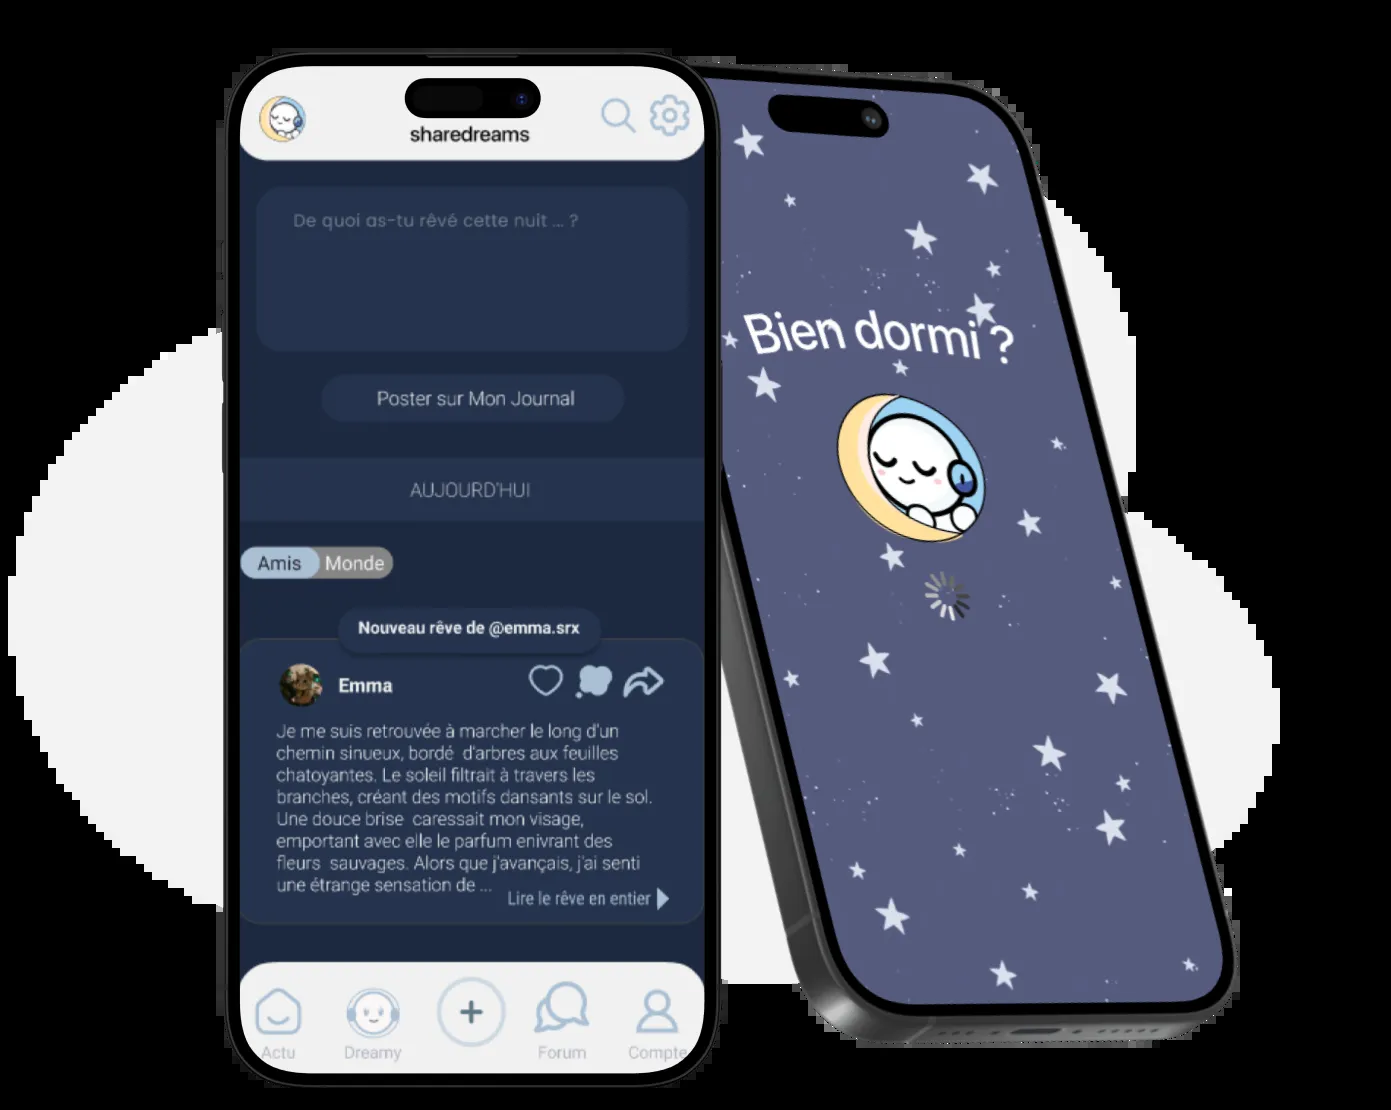 sharedreams
De quoi as-tu rêvé cette nuit ... ?
Poster sur Mon Journal
AUJOURD'HUI
Amis Monde
Nouveau rêve de @emma.srx
Emma
Je me suis retrouvée à marcher le long d'un
chemin sinueux, bordé d'arbres aux feuilles
chatoyantes. Le soleil filtrait à travers les
branches, créant des motifs dansants sur le sol.
Une douce brise caressait mon visage,
emportant avec elle le parfum enivrant des
fleurs sauvages. Alors que j'avançais, j'ai senti
une étrange sensation de ...
Lire le rêve en entier
Actu Dreamy + Forum Compte
Bien dormi ?